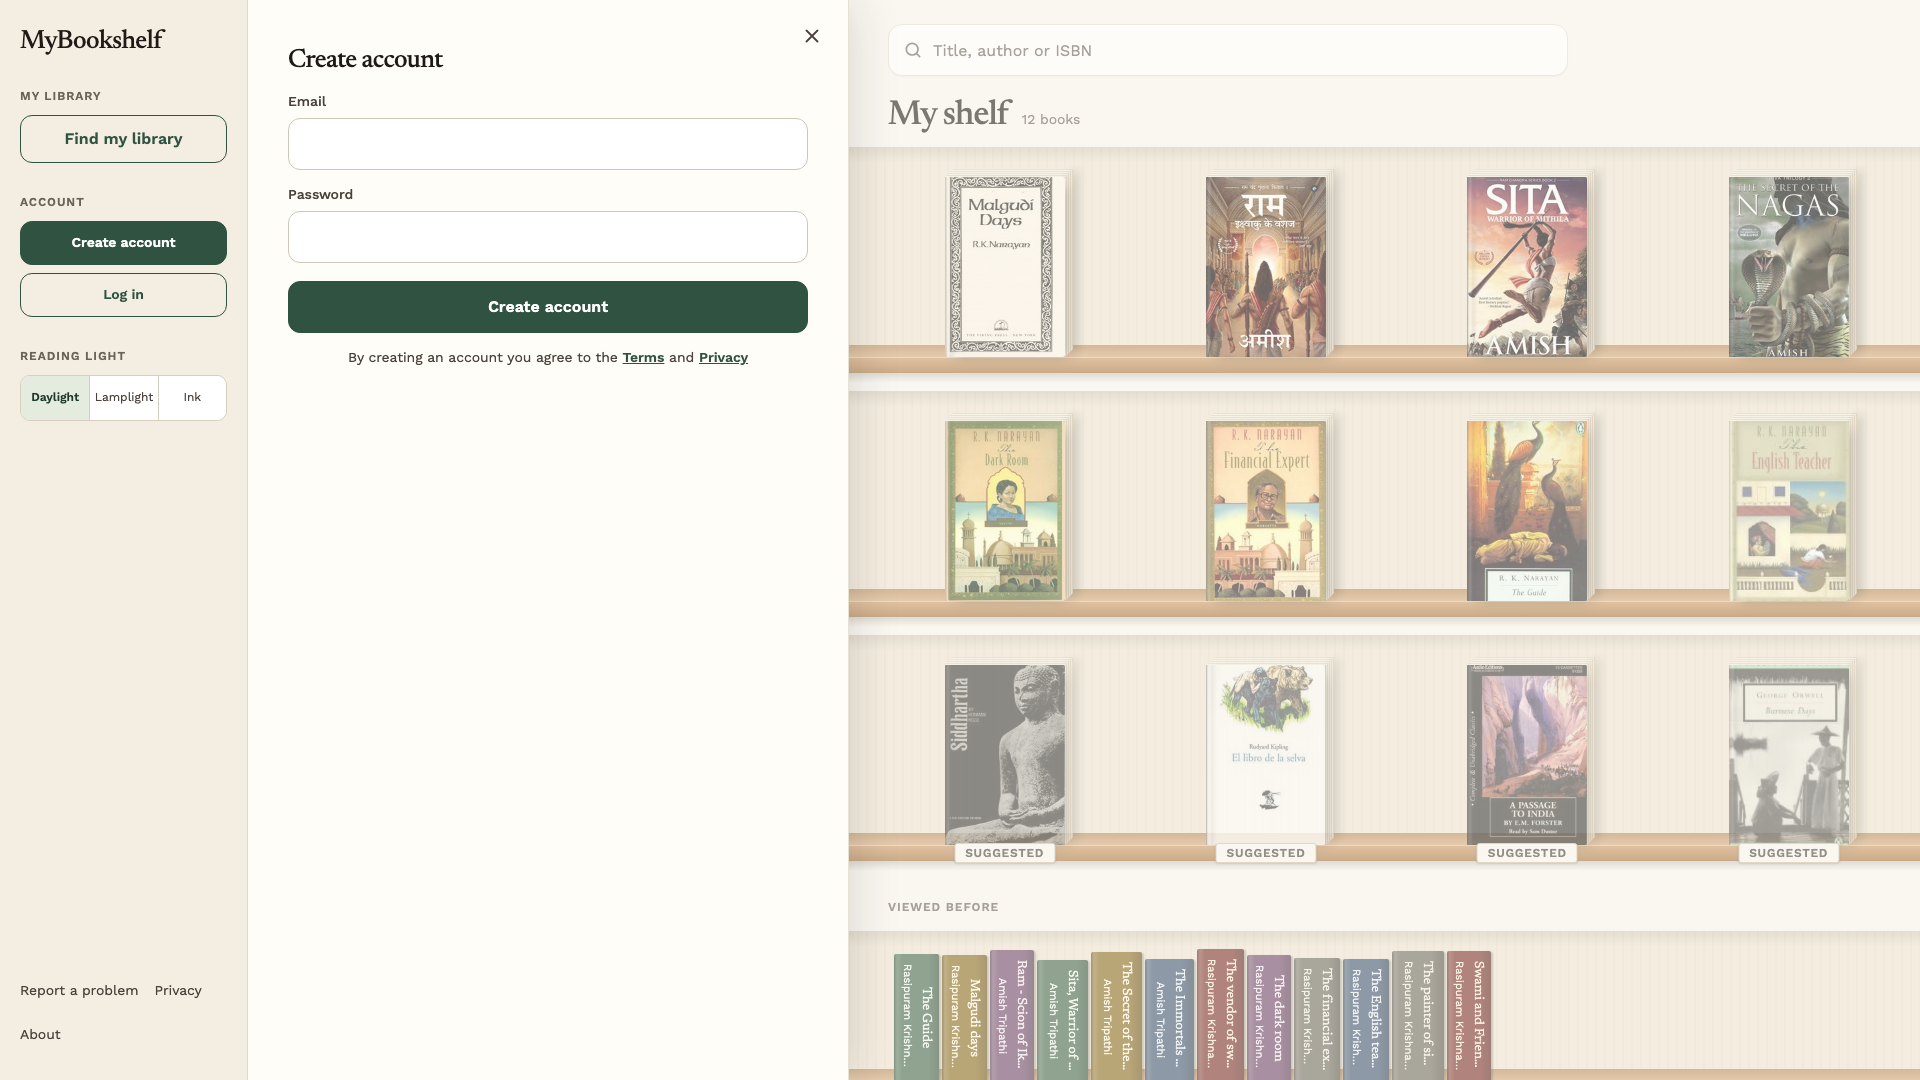 MyBookshelf
MY LIBRARY
Find my library
ACCOUNT
Create account
Log in
READING LIGHT
Daylight
Lamplight
Ink
Report a problem
Privacy
About
Create account
Email
Password
Create account
By creating an account you agree to the Terms and Privacy
Title, author or ISBN
My shelf
12 books
Malgudi
Days
R.K.Narayan
राम
इक्ष्वाकु के वंशज
अमीश
SITA
WARRIOR OF MITHILA
AMISH
THE SECRET OF THE
NAGAS
AMISH
R. K. NARAYAN
The
Dark Room
R. K. NARAYAN
The
Financial Expert
R. K. NARAYAN
The Guide
R. K. NARAYAN
The
English Teacher
Siddhartha
Rudyard Kipling
El libro de la selva
A PASSAGE
TO INDIA
BY E.M. FORSTER
Read by Sam Dastor
GEORGE ORWELL
Burmese Days
SUGGESTED
SUGGESTED
SUGGESTED
SUGGESTED
VIEWED BEFORE
The Guide
Rasipuram Krishn...
Malgudi days
Rasipuram Krishn...
Ram - Scion of Ik...
Amish Tripathi
Sita, Warrior of ...
Amish Tripathi
The Secret of the...
Amish Tripathi
The Immortals ...
Amish Tripathi
The vendor of sw...
Rasipuram Krishna...
The dark room
Rasipuram Krishn...
The financial ex...
Rasipuram Krish...
The English tea...
Rasipuram Krish...
The painter of si...
Rasipuram Krishna...
Swami and Frien...
Rasipuram Krishna...